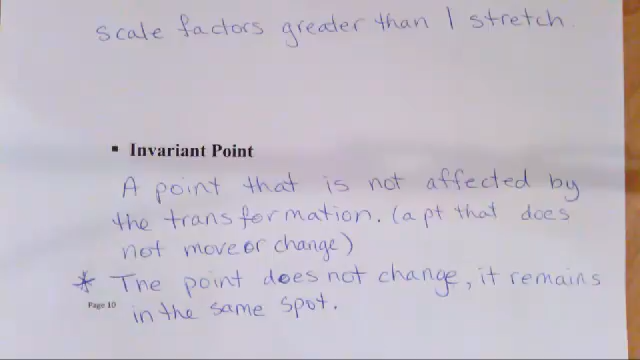 scale factors greater than 1 stretch.
▪ Invariant Point
A point that is not affected by
the transformation. (a pt that does
not move or change)
* The point does not change, it remains
Page 10
in the same spot.